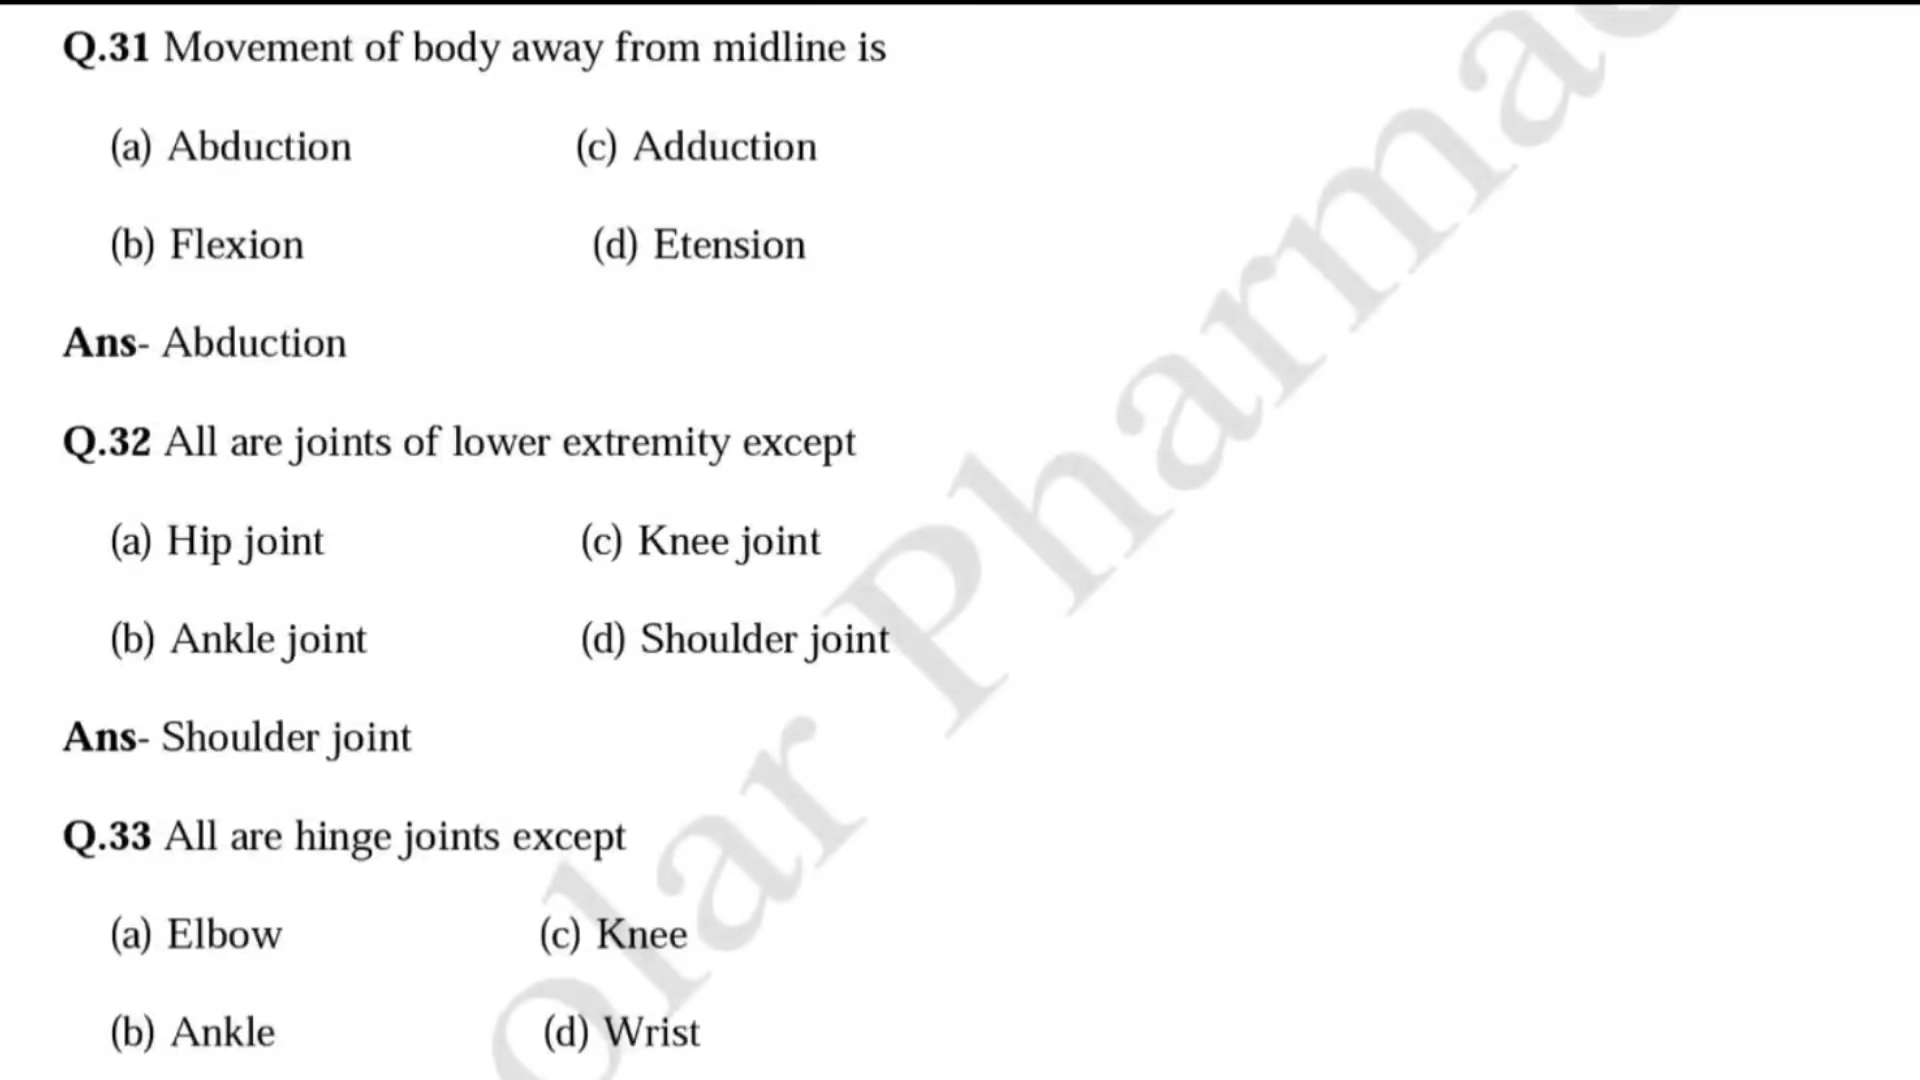 Q.31 Movement of body away from midline is
(a) Abduction (c) Adduction
(b) Flexion (d) Etension
Ans- Abduction
Q.32 All are joints of lower extremity except
(a) Hip joint (c) Knee joint
(b) Ankle joint (d) Shoulder joint
Ans- Shoulder joint
Q.33 All are hinge joints except
(a) Elbow (c) Knee
(b) Ankle (d) Wrist
olar Pharmac